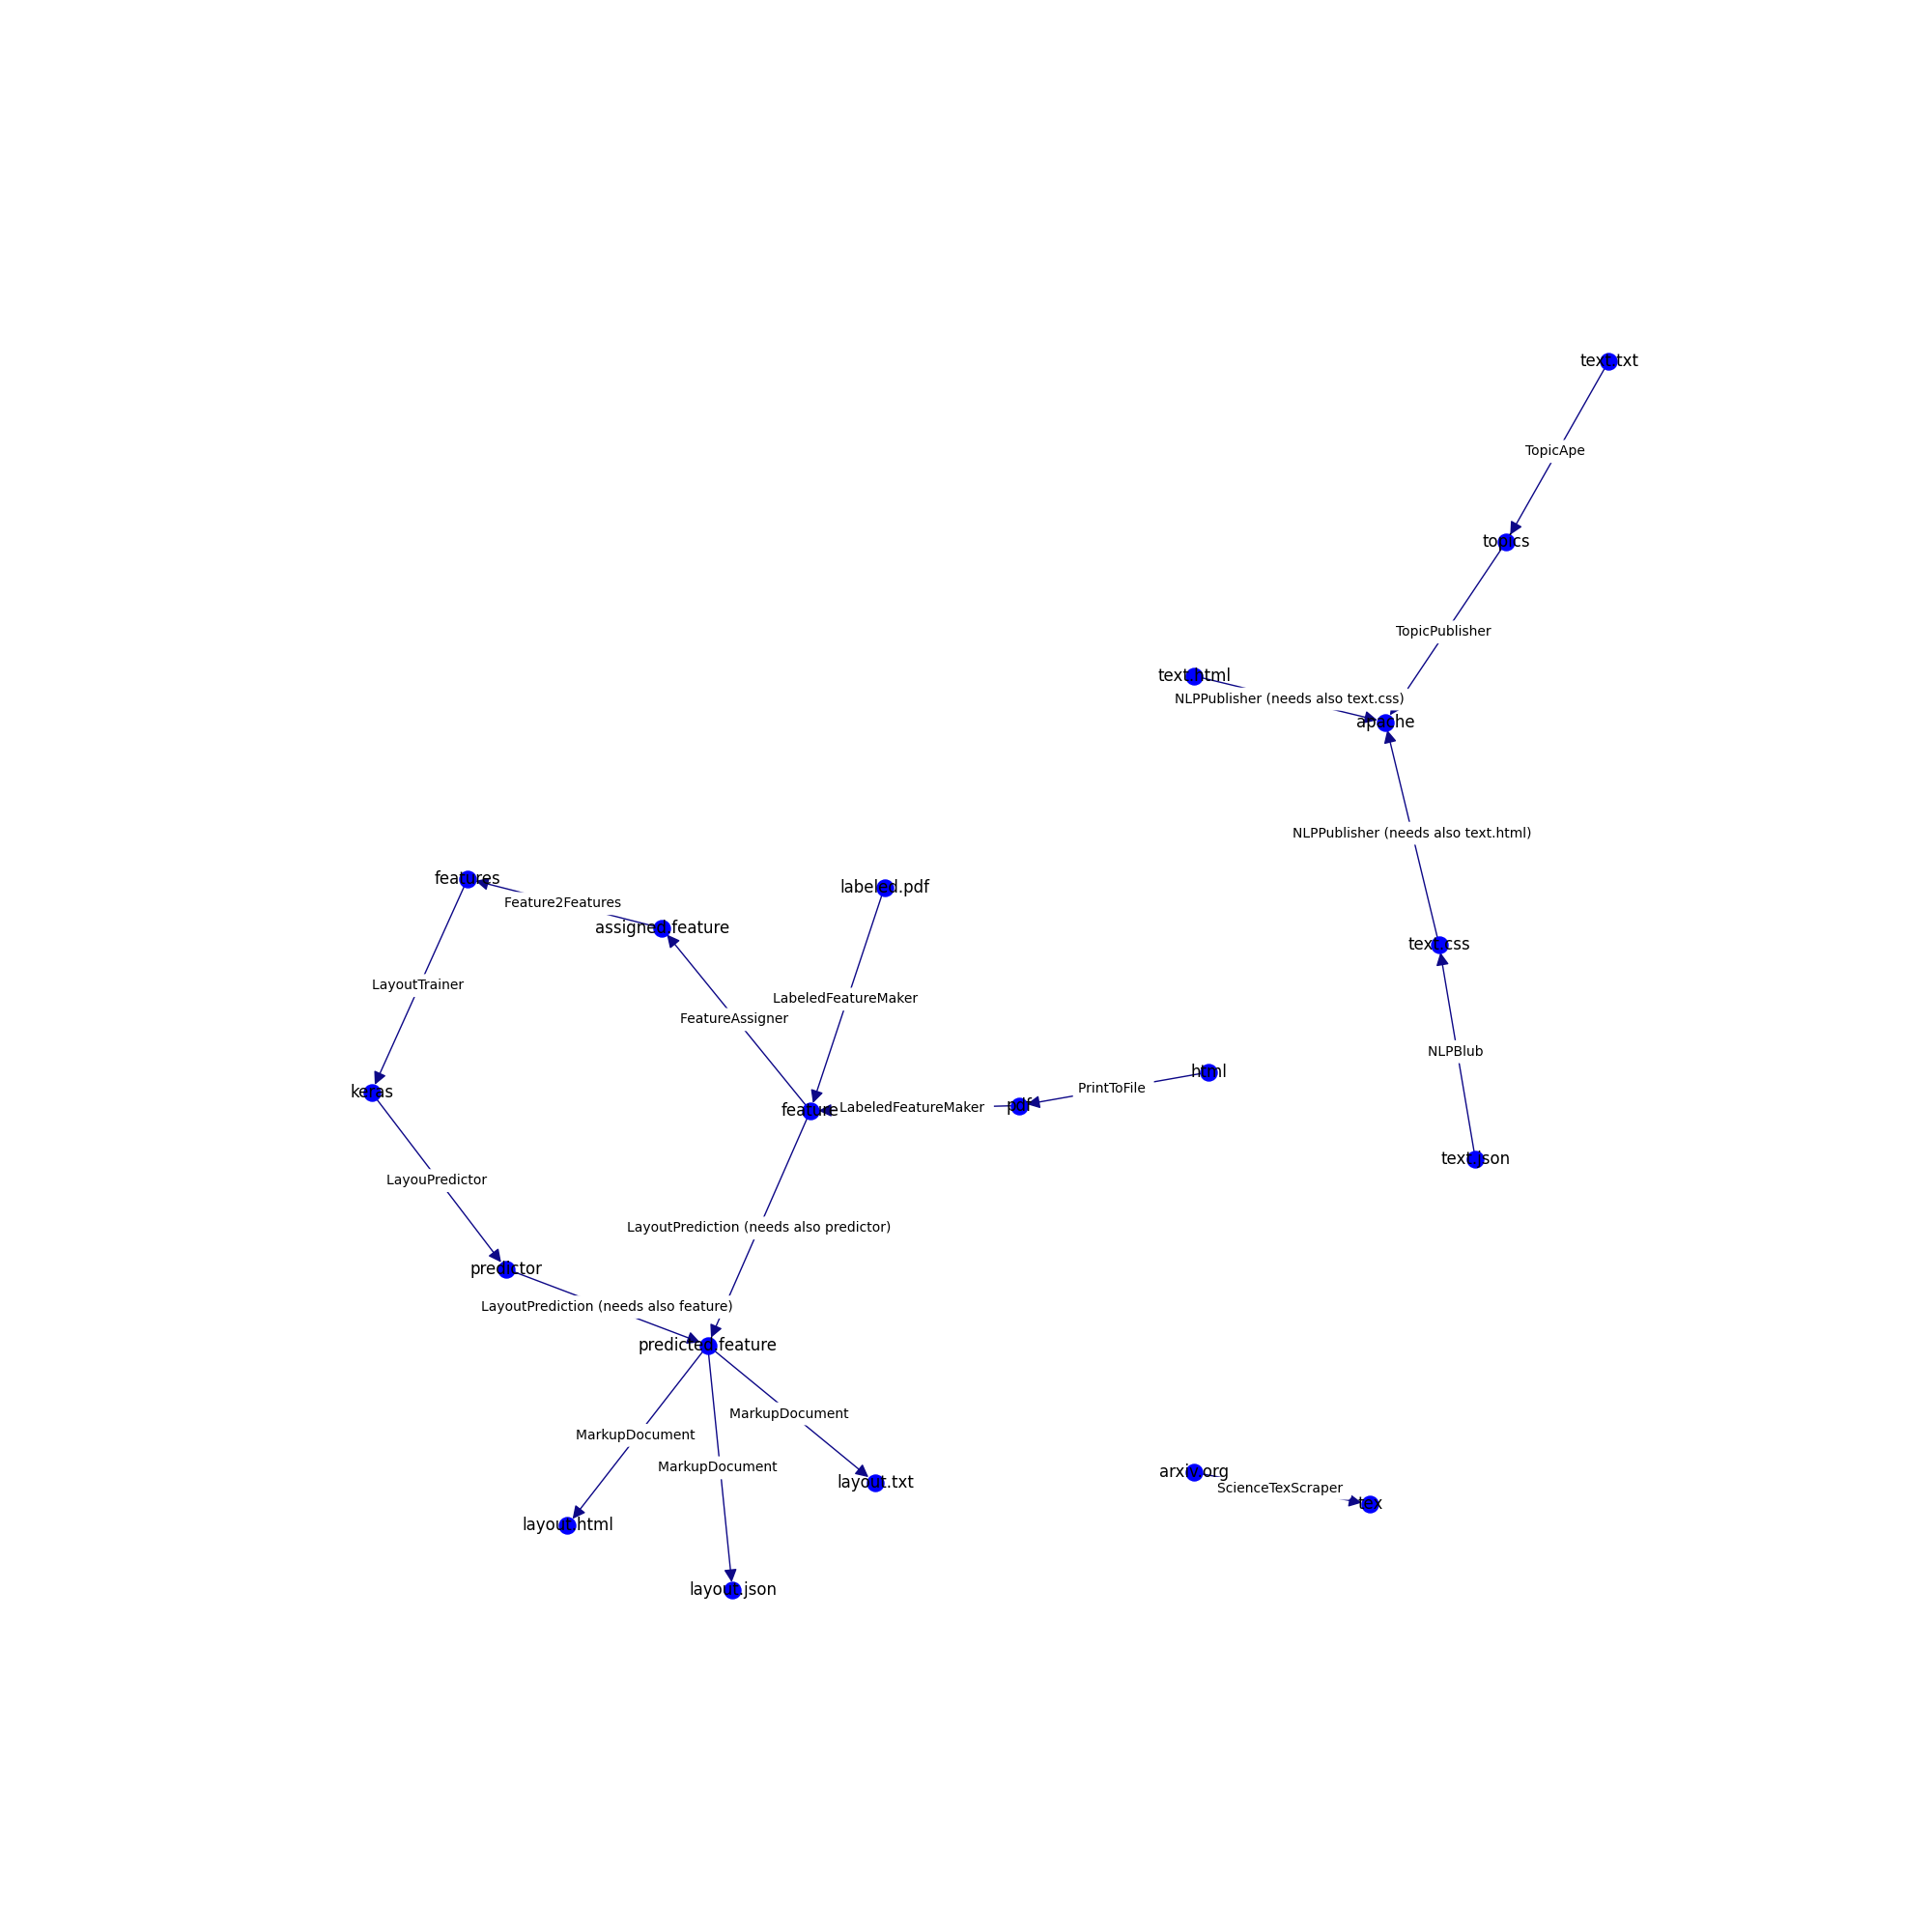 text.txt
TopicApe
topics
TopicPublisher
text.html
NLPPublisher (needs also text.css)
apache
NLPPublisher (needs also text.html)
features
labeled.pdf
Feature2Features
assigned.feature
text.css
LayoutTrainer
LabeledFeatureMaker
FeatureAssigner
NLPBlub
html
PrintToFile
keras
feature
LabeledFeatureMaker
pdf
text.json
LayouPredictor
LayoutPrediction (needs also predictor)
predictor
LayoutPrediction (needs also feature)
predicted.feature
MarkupDocument
MarkupDocument
MarkupDocument
arxiv.org
layout.txt
ScienceTexScraper
tex
layout.html
layout.json